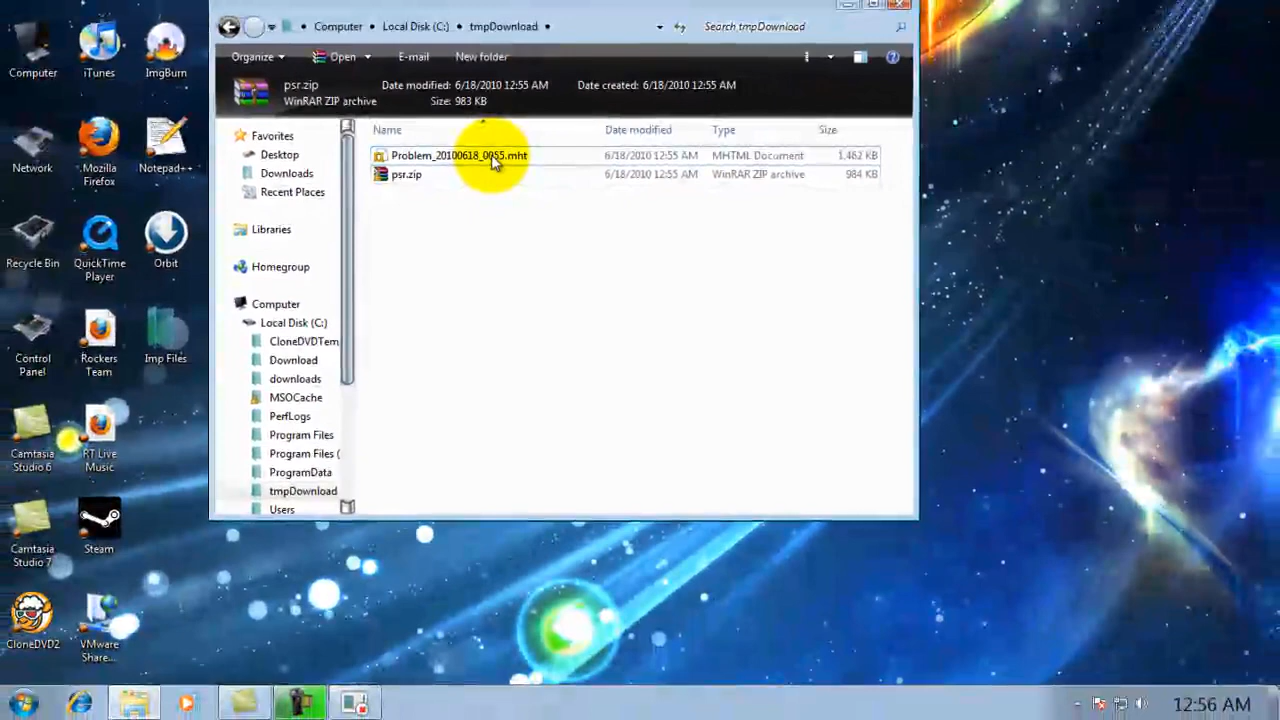 Computer
Local Disk (C:)
tmpDownload
Search tmpDownload
Organize
Open
E-mail
New folder
psr.zip
Date modified: 6/18/2010 12:55 AM
Date created: 6/18/2010 12:55 AM
WinRAR ZIP archive
Size: 983 KB
Name
Date modified
Type
Size
Problem_20100618_0055.mht
6/18/2010 12:55 AM
MHTML Document
1,462 KB
psr.zip
6/18/2010 12:55 AM
WinRAR ZIP archive
984 KB
Favorites
Desktop
Downloads
Recent Places
Libraries
Homegroup
Computer
Local Disk (C:)
CloneDVDTem
Download
downloads
MSOCache
PerfLogs
Program Files
Program Files (
ProgramData
tmpDownload
Users
Computer
iTunes
ImgBurn
Network
Mozilla
Firefox
Notepad++
Recycle Bin
QuickTime
Player
Orbit
Control
Panel
Rockers
Team
Imp Files
Camtasia
Studio 6
RT Live
Music
Camtasia
Studio 7
Steam
CloneDVD2
VMware
Share...
12:56 AM